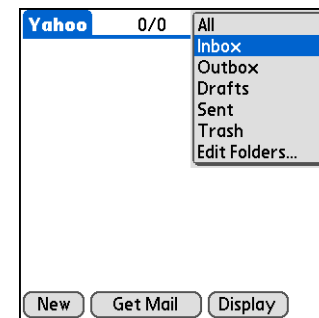 Yahoo 0/0 All
Inbox
Outbox
Drafts
Sent
Trash
Edit Folders...
New Get Mail Display